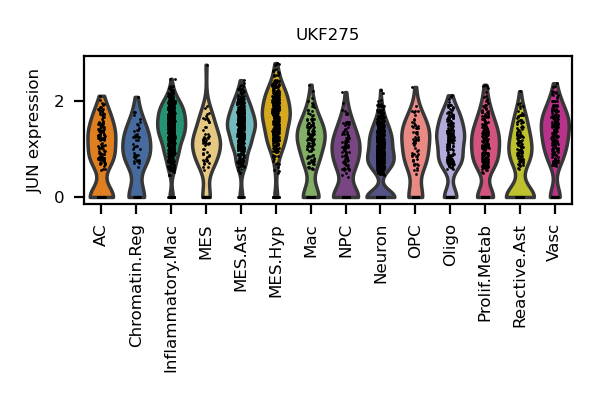 UKF275
JUN expression
2
0
AC
Chromatin.Reg
Inflammatory.Mac
MES
MES.Ast
MES.Hyp
Mac
NPC
Neuron
OPC
Oligo
Prolif.Metab
Reactive.Ast
Vasc